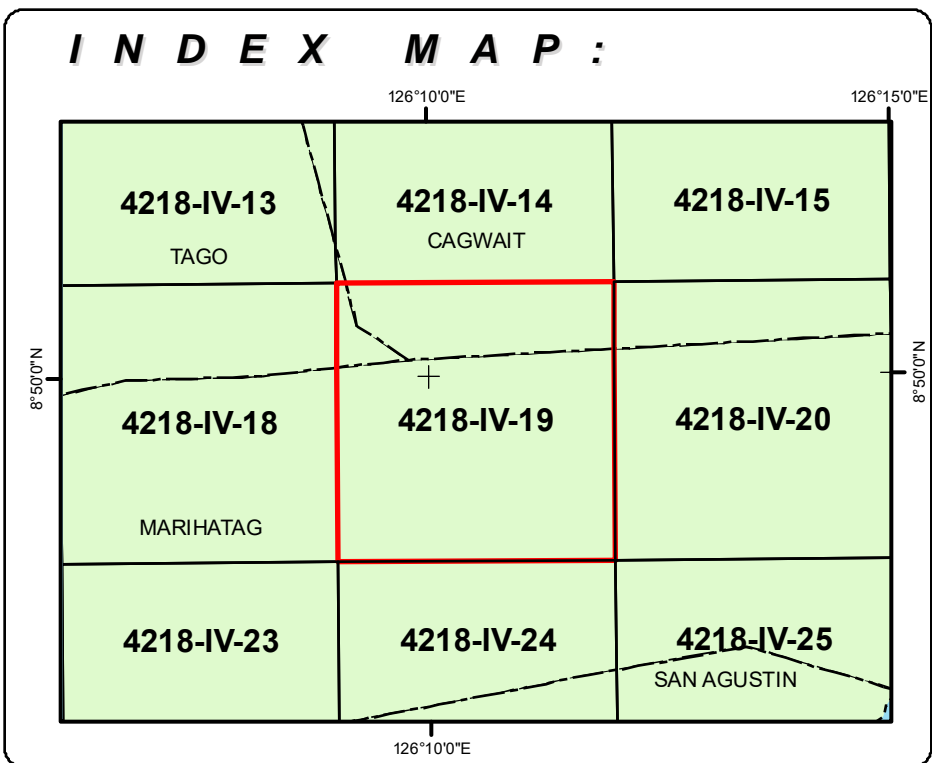 INDEX MAP:
126°10'0"E
126°15'0"E
4218-IV-13
4218-IV-14
4218-IV-15
TAGO
CAGWAIT
8°50'0"N
8°50'0"N
4218-IV-18
4218-IV-19
4218-IV-20
MARIHATAG
4218-IV-23
4218-IV-24
4218-IV-25
SAN AGUSTIN
126°10'0"E